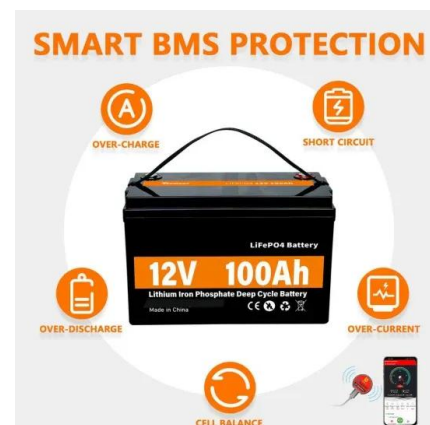 SMART BMS PROTECTION
A
OVER-CHARGE
SHORT CIRCUIT
LiFePO4 Battery
12V 100Ah
Lithium Iron Phosphate Deep Cycle Battery
Made in China
CE
OVER-DISCHARGE
OVER-CURRENT
CELL BALANCE